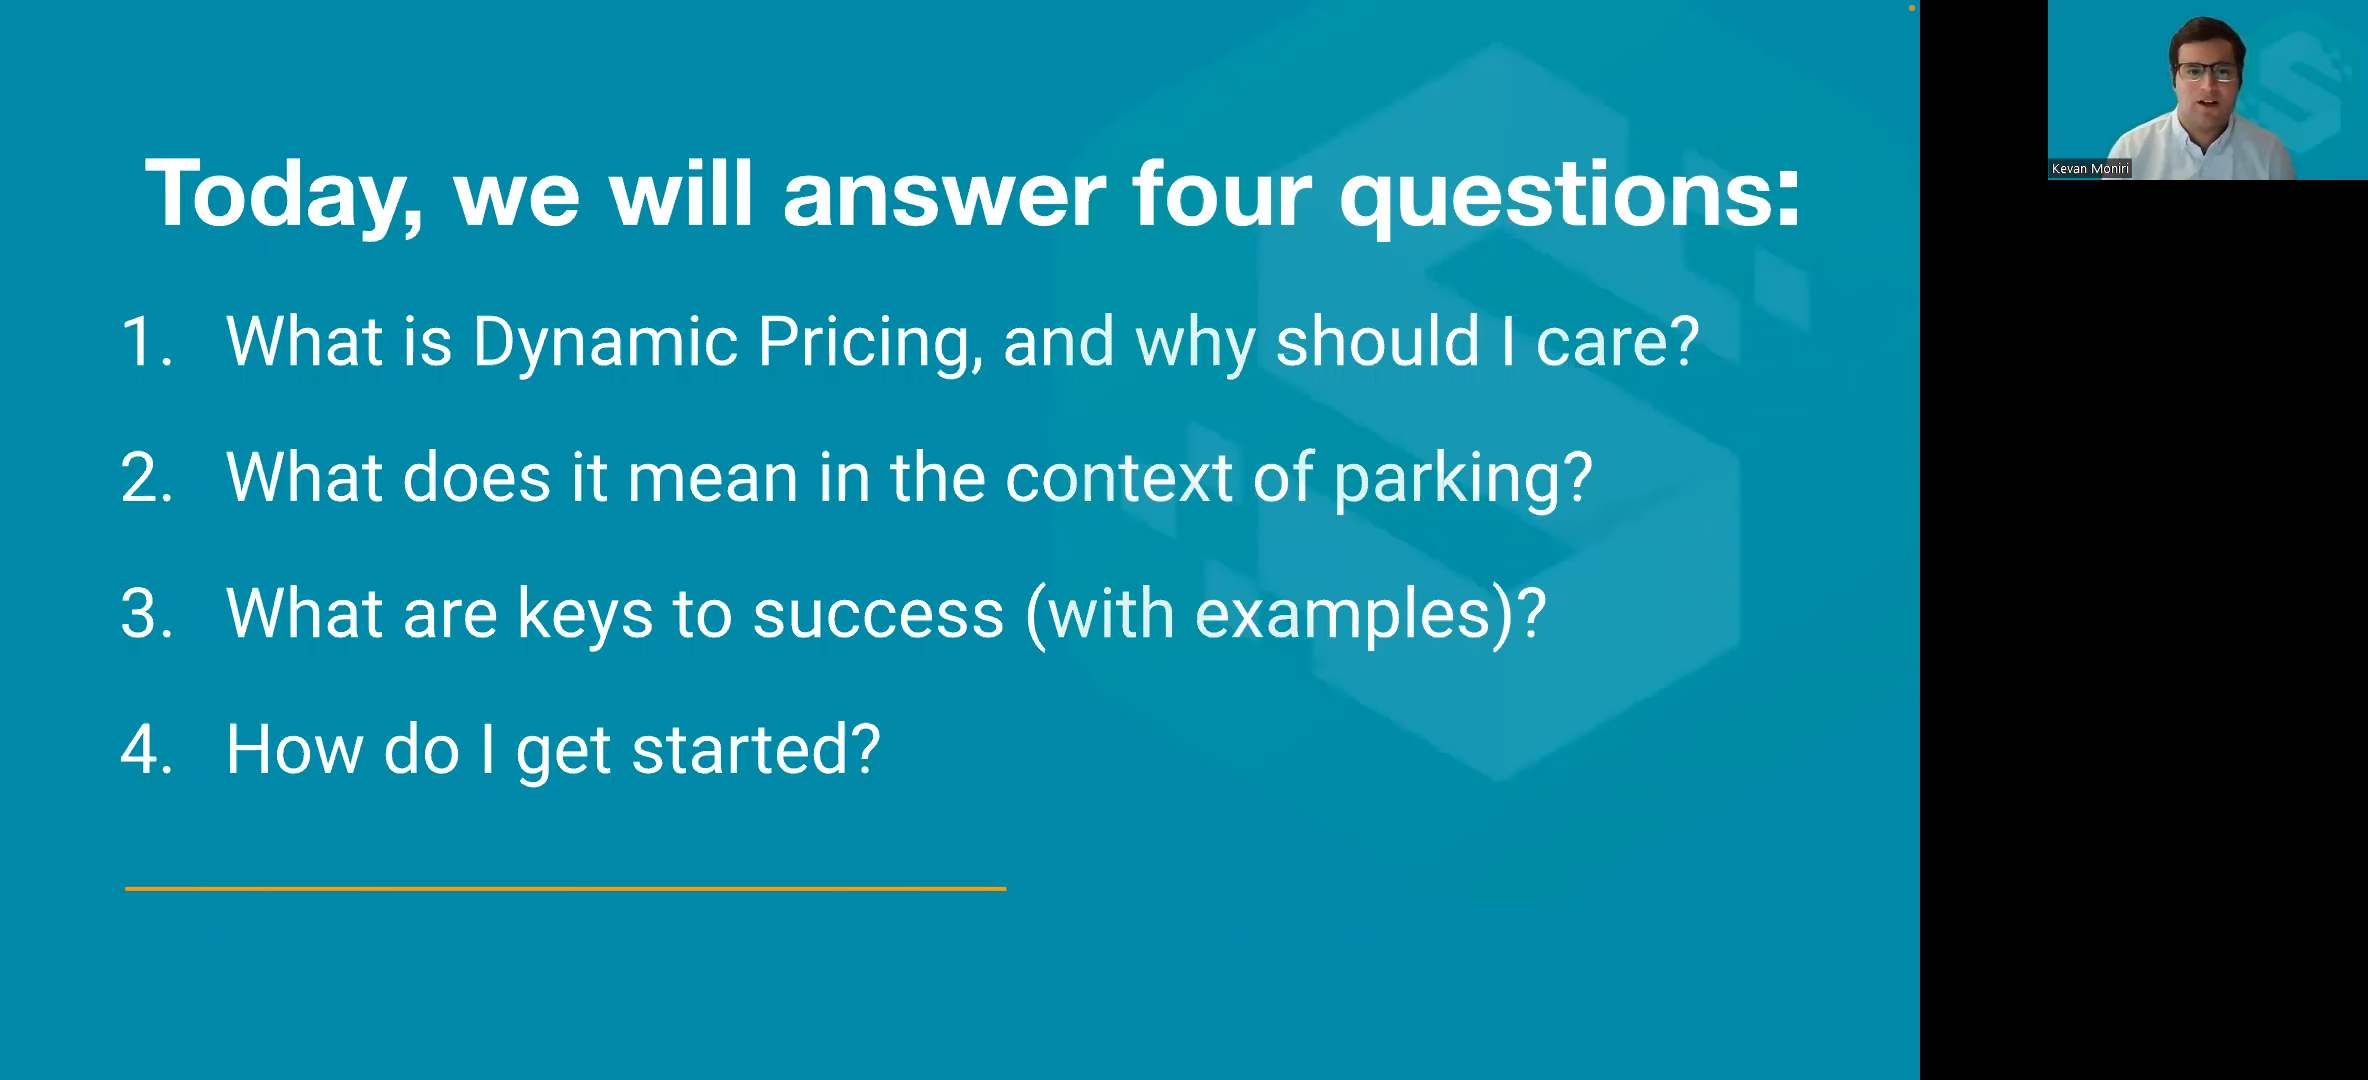 Today, we will answer four questions:
1. What is Dynamic Pricing, and why should I care?
2. What does it mean in the context of parking?
3. What are keys to success (with examples)?
4. How do I get started?
Kevan Moniri